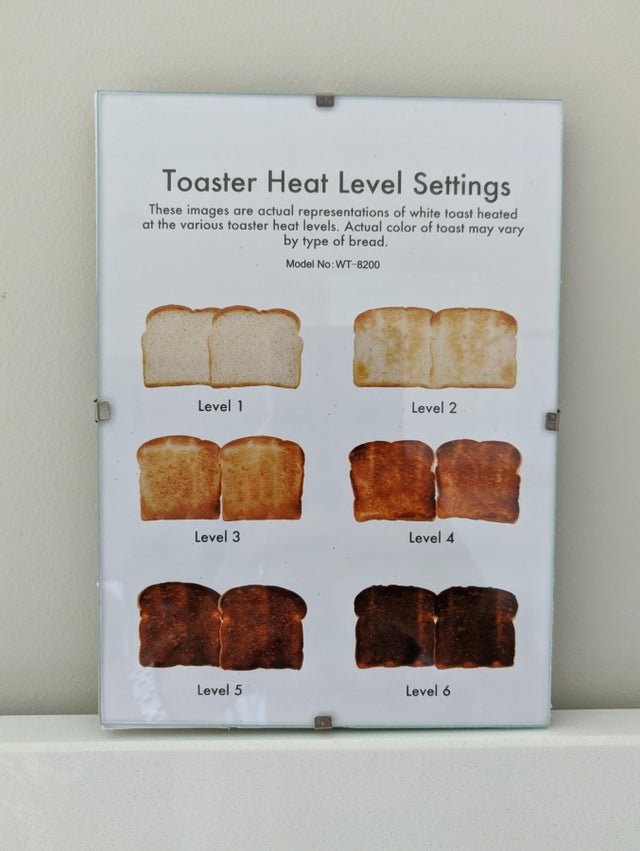 Toaster Heat Level Settings
These images are actual representations of white toast heated
at the various toaster heat levels. Actual color of toast may vary
by type of bread.
Model No:WT-8200
Level 1
Level 2
Level 3
Level 4
Level 5
Level 6